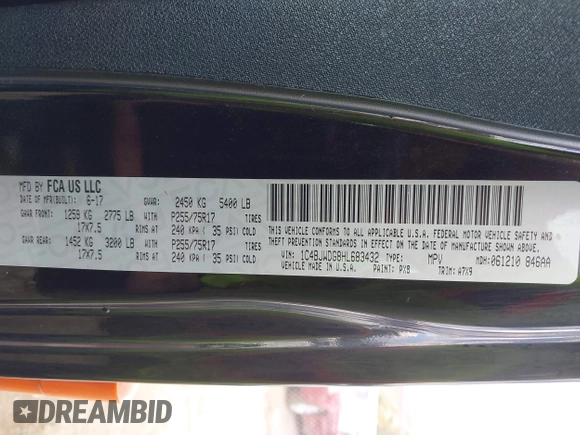 MFD BY FCA US LLC
DATE OF MFR(BUILT): 6-17 GVWR: 2450 KG 5400 LB
GAWR FRONT: 1259 KG 2775 LB WITH P255/75R17 TIRES
17X7.5 RIMS AT 240 KPA ( 35 PSI/COLD)
GAWR REAR: 1452 KG 3200 LB WITH P255/75R17 TIRES
17X7.5 RIMS AT 240 KPA ( 35 PSI/COLD)
THIS VEHICLE CONFORMS TO ALL APPLICABLE U.S.A. FEDERAL MOTOR VEHICLE
SAFETY, BUMPER, AND THEFT PREVENTION STANDARDS IN EFFECT ON THE DATE OF MANUFACTURE SHOWN ABOVE.
VIN: 1C4BJWDG8HL683432 TYPE: MPV MDH: 061210 846AA
VEHICLE MADE IN U.S.A. PAINT: PX8 TRIM: A7X9
DREAMBID